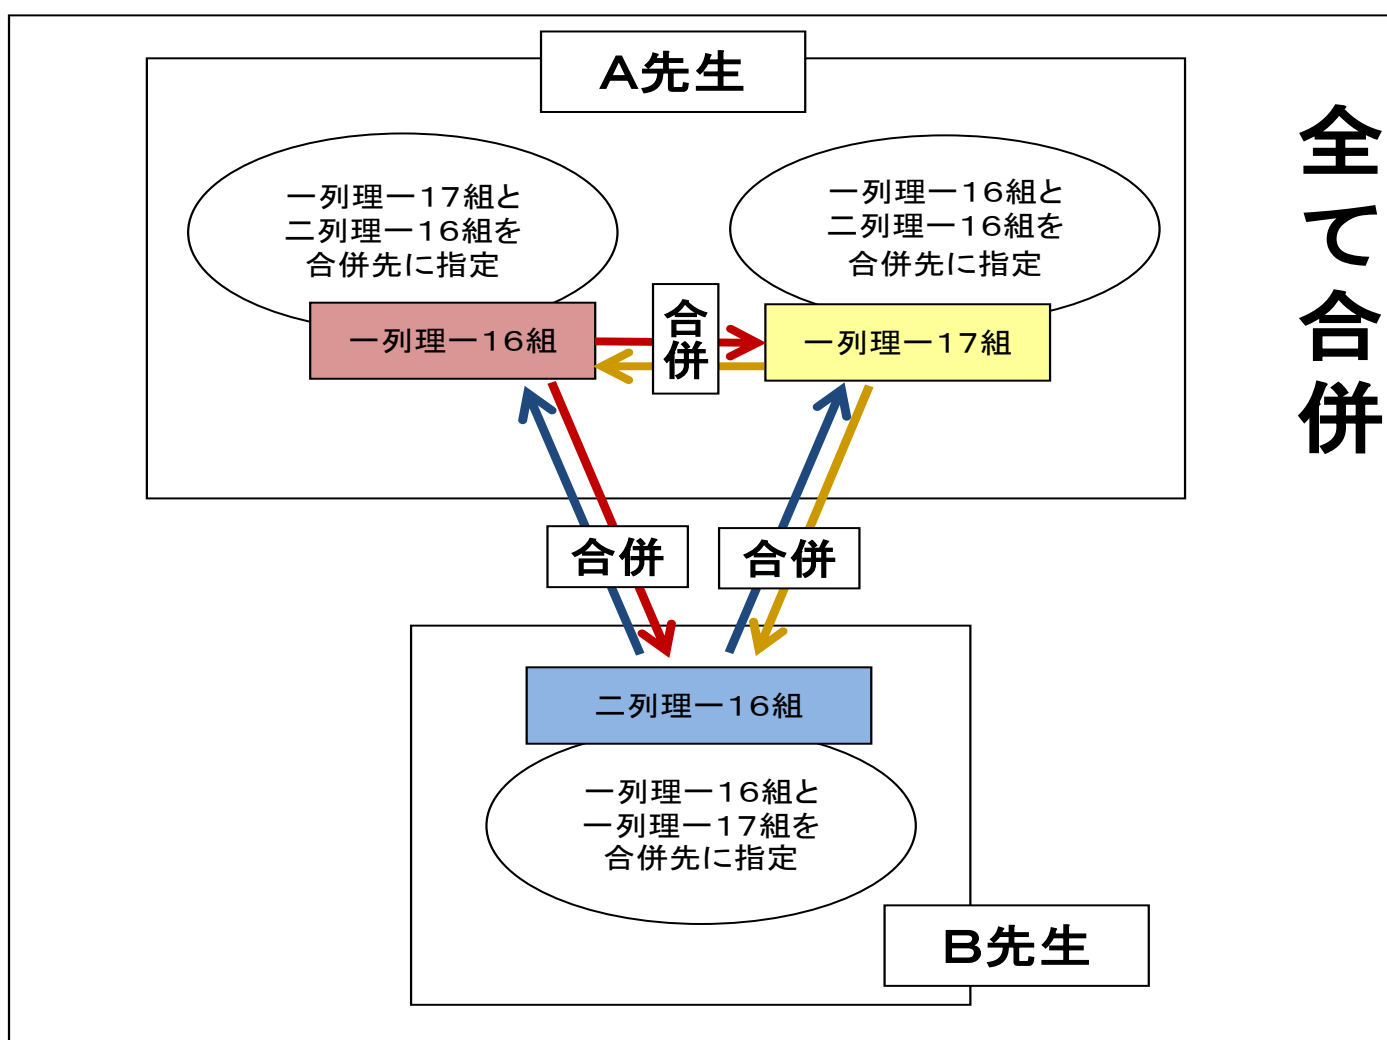 A先生
全て合併
一列理一17組と
二列理一16組を
合併先に指定
一列理一16組と
二列理一16組を
合併先に指定
一列理一16組
合併
一列理一17組
合併
合併
二列理一16組
一列理一16組と
一列理一17組を
合併先に指定
B先生